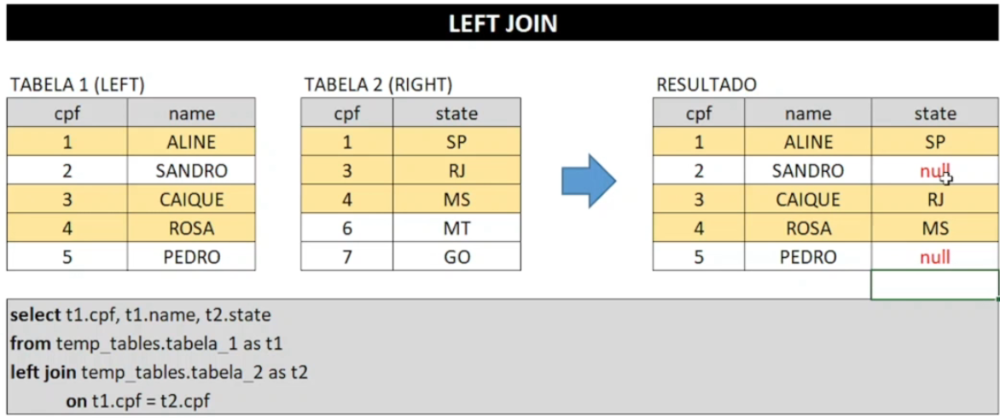 LEFT JOIN
TABELA 1 (LEFT) TABELA 2 (RIGHT) RESULTADO
cpf name cpf state cpf name state
1 ALINE 1 SP 1 ALINE SP
2 SANDRO 3 RJ 2 SANDRO null
3 CAIQUE 4 MS 3 CAIQUE RJ
4 ROSA 6 MT 4 ROSA MS
5 PEDRO 7 GO 5 PEDRO null
select t1.cpf, t1.name, t2.state
from temp_tables.tabela_1 as t1
left join temp_tables.tabela_2 as t2
on t1.cpf = t2.cpf